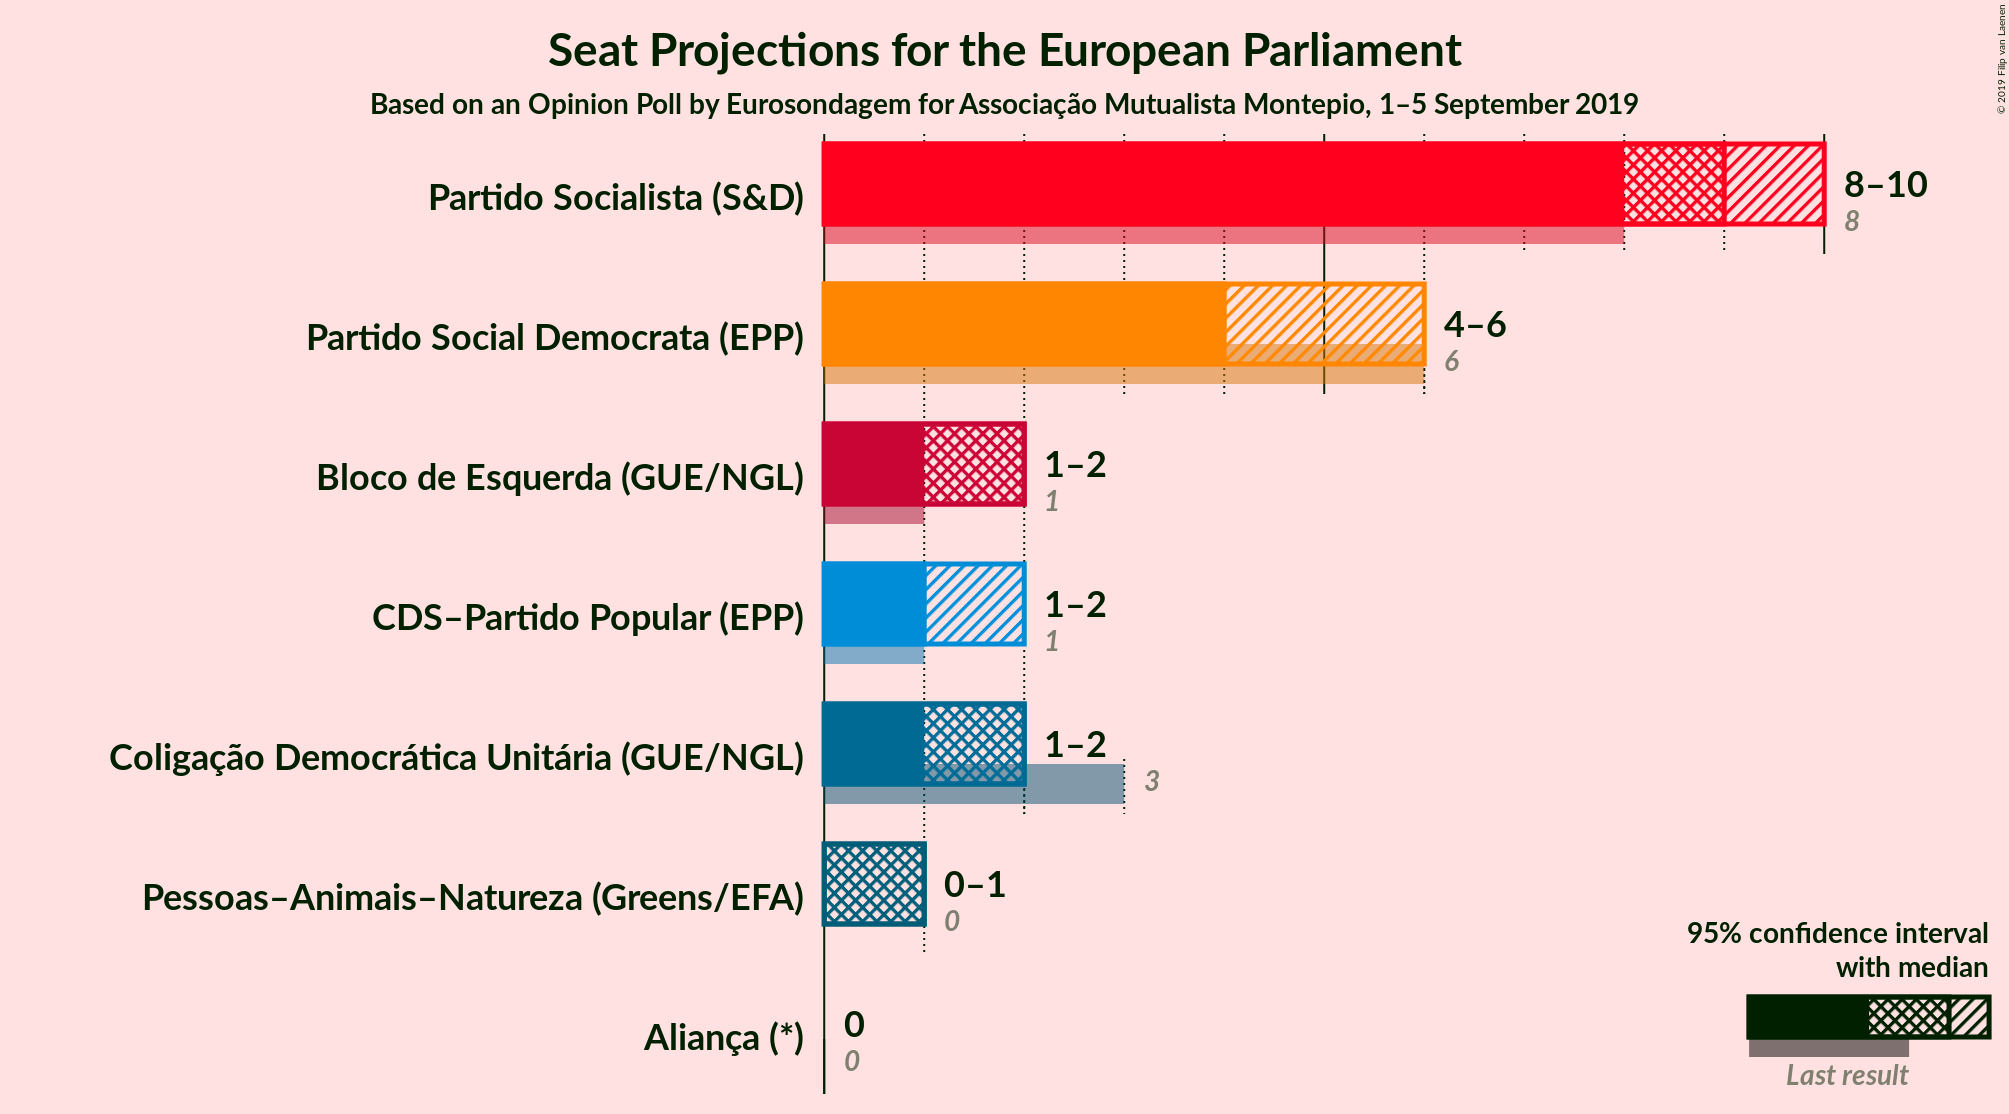 Seat Projections for the European Parliament
Based on an Opinion Poll by Eurosondagem for Associação Mutualista Montepio, 1–5 September 2019
© 2019 Filip van Laenen
Partido Socialista (S&D)
8–10
8
Partido Social Democrata (EPP)
4–6
6
Bloco de Esquerda (GUE/NGL)
1–2
1
CDS–Partido Popular (EPP)
1–2
1
Coligação Democrática Unitária (GUE/NGL)
1–2
3
Pessoas–Animais–Natureza (Greens/EFA)
0–1
0
Aliança (*)
0
0
95% confidence interval
with median
Last result